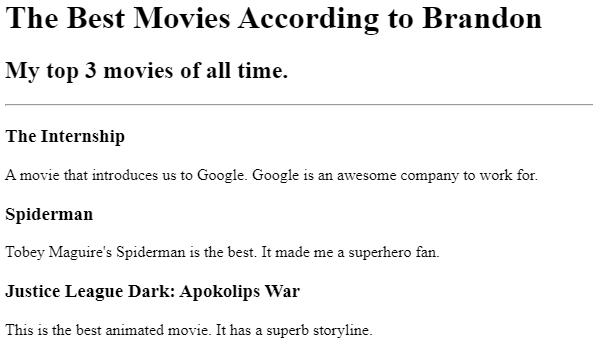 The Best Movies According to Brandon
My top 3 movies of all time.
The Internship
A movie that introduces us to Google. Google is an awesome company to work for.
Spiderman
Tobey Maguire's Spiderman is the best. It made me a superhero fan.
Justice League Dark: Apokolips War
This is the best animated movie. It has a superb storyline.